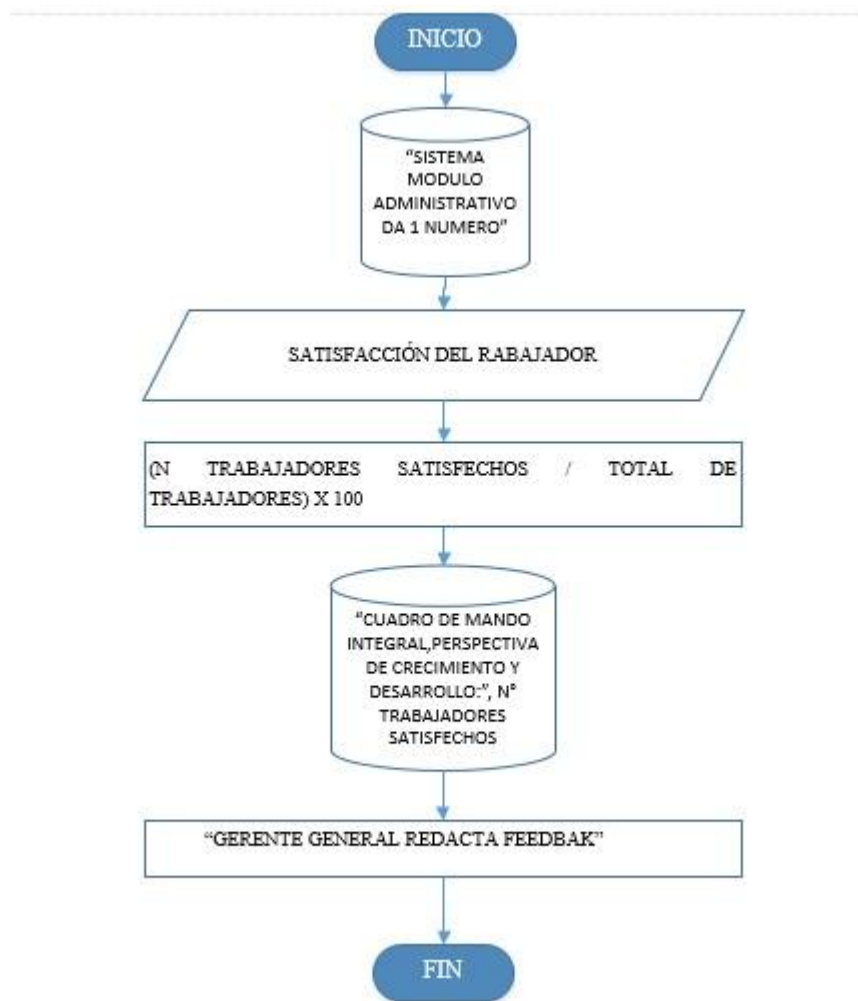 INICIO
“SISTEMA
MODULO
ADMINISTRATIVO
DA 1 NUMERO”
SATISFACCIÓN DEL RABAJADOR
(N TRABAJADORES SATISFECHOS / TOTAL DE
TRABAJADORES) X 100
“CUADRO DE MANDO
INTEGRAL,PERSPECTIVA
DE CRECIMIENTO Y
DESARROLLO:”, N°
TRABAJADORES
SATISFECHOS
“GERENTE GENERAL REDACTA FEEDBAK”
FIN